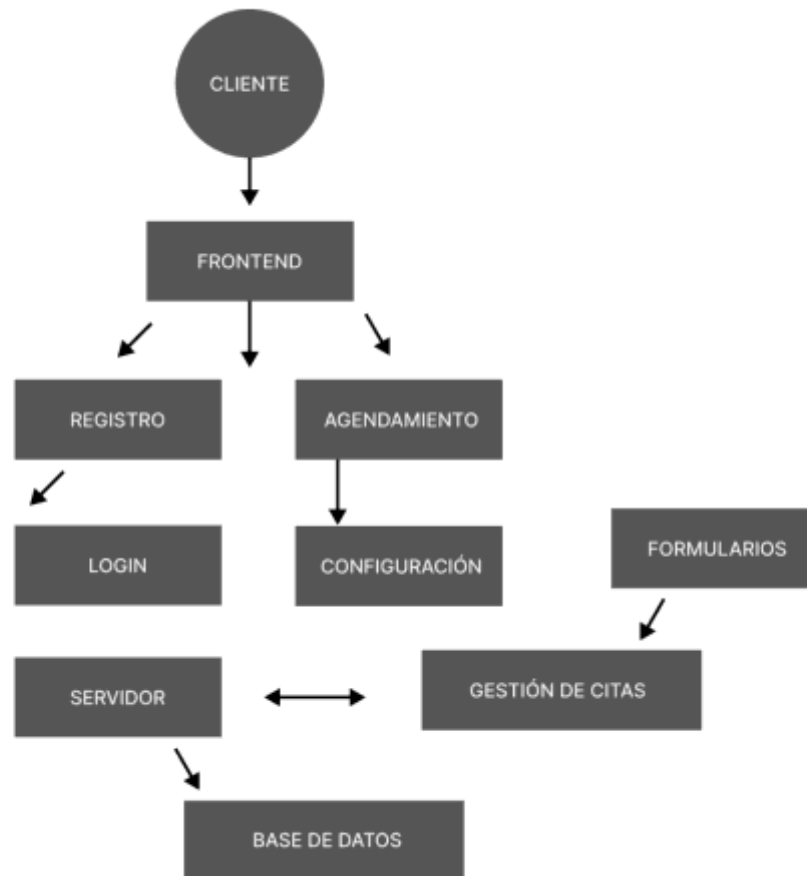 CLIENTE
FRONTEND
REGISTRO
AGENDAMIENTO
LOGIN
CONFIGURACIÓN
FORMULARIOS
SERVIDOR
GESTIÓN DE CITAS
BASE DE DATOS